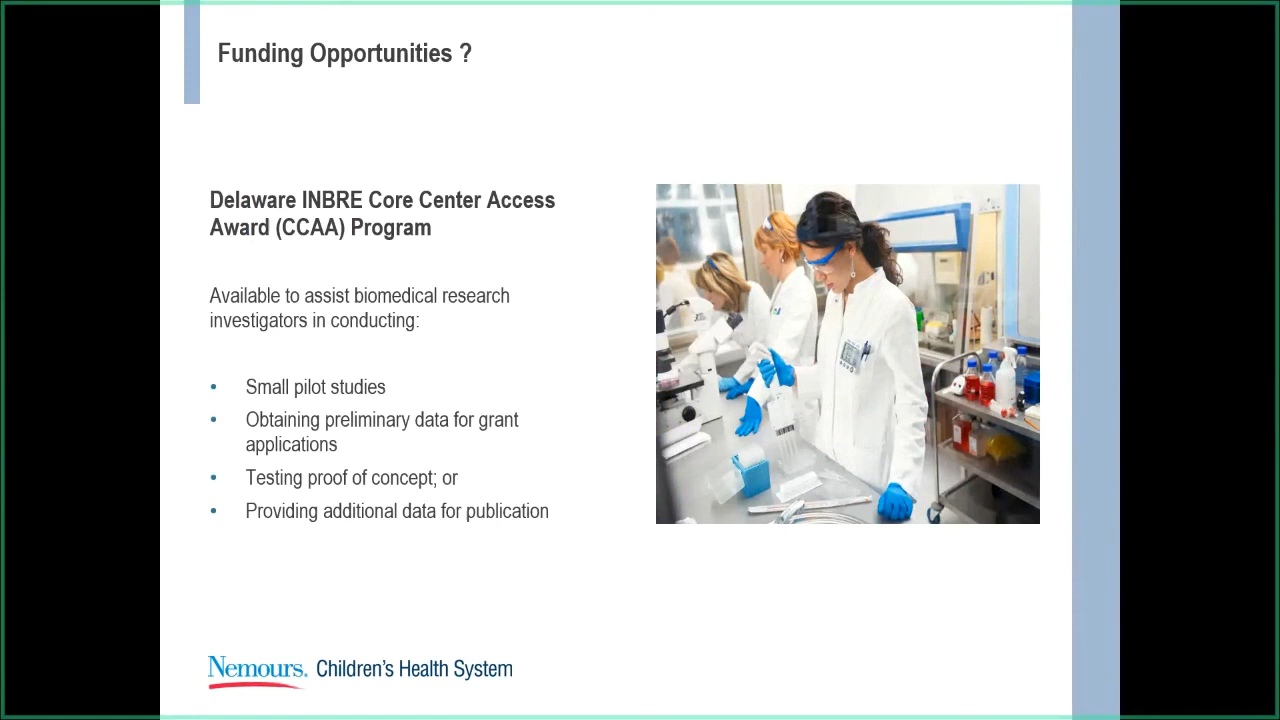 Funding Opportunities ?
Delaware INBRE Core Center Access
Award (CCAA) Program
Available to assist biomedical research
investigators in conducting:
• Small pilot studies
• Obtaining preliminary data for grant
applications
• Testing proof of concept; or
• Providing additional data for publication
Nemours. Children's Health System